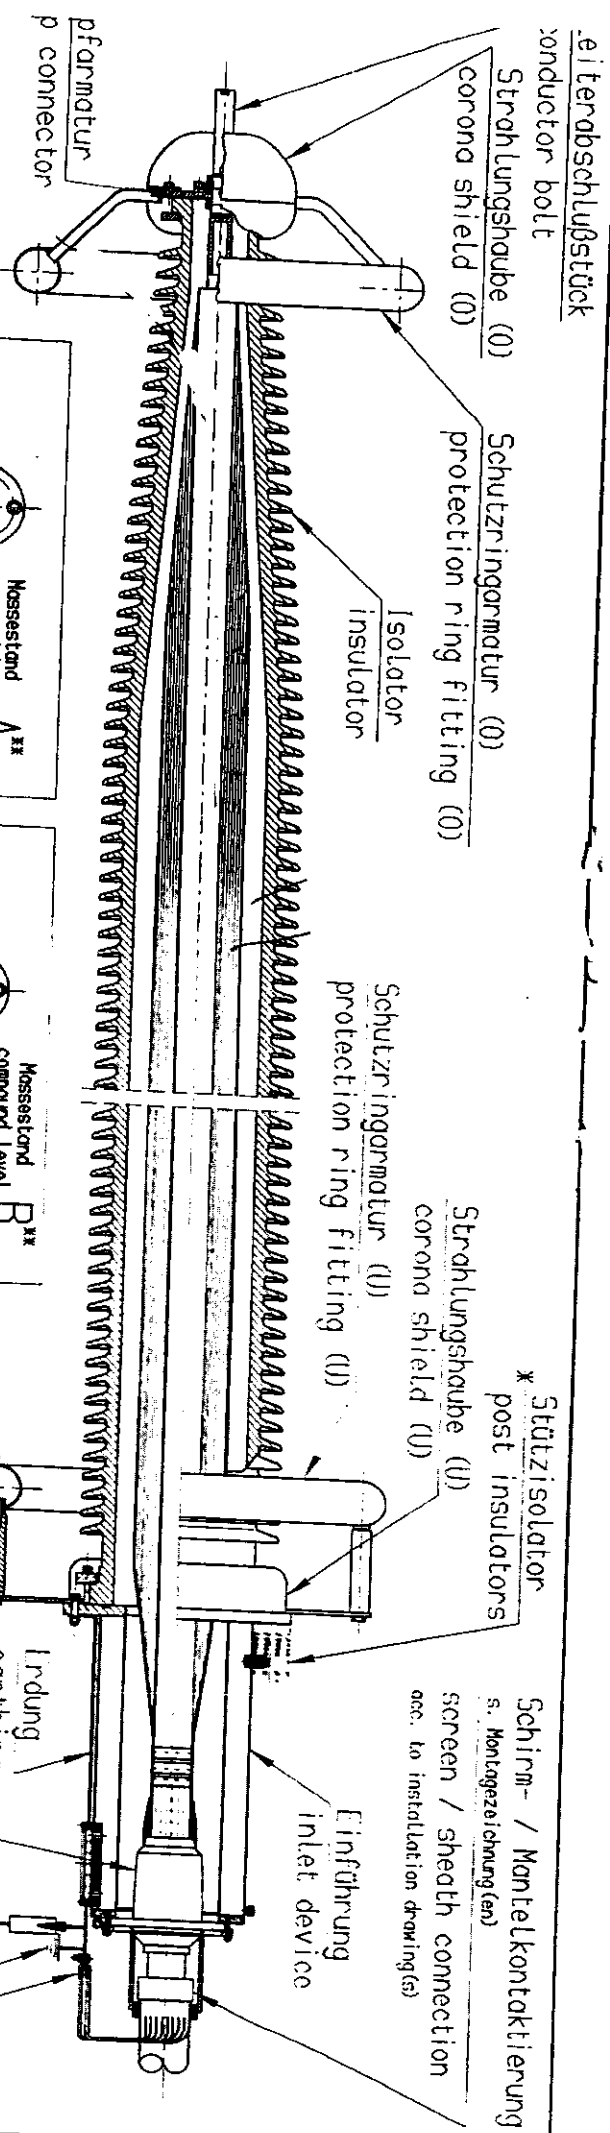 conductor bolt
Strahlungshaube (O)
corona shield (O)
Schutzringarmatur (O)
protection ring fitting (O)
Isolator
insulator
Schutzringarmatur (U)
protection ring fitting (U)
Strahlungshaube (U)
corona shield (U)
Stützisolator
* post insulators
Schirm- / Mantelkontaktierung
s. Montagezeichnung(en)
screen / sheath connection
acc. to installation drawing(s)
Einführung
inlet device
pfarmatur
p connector
Massestand
A**
Massestand
compound level
B**
Erdung